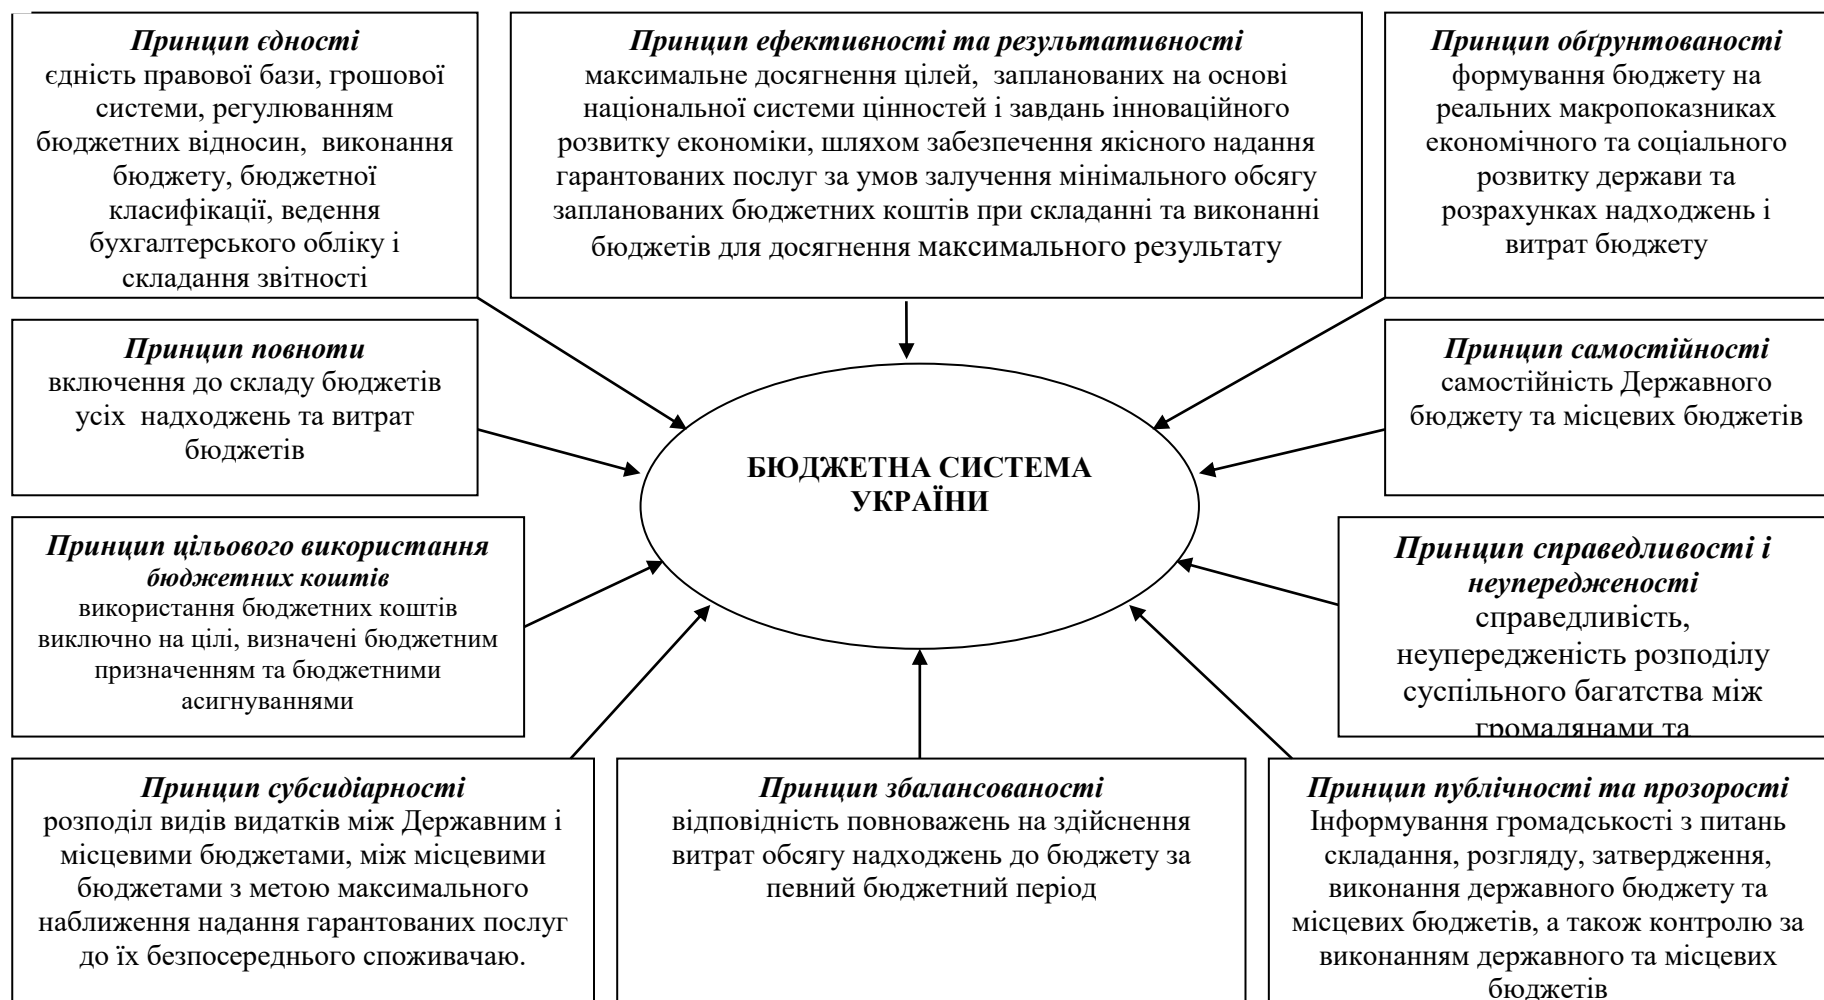 Принцип єдності
єдність правової бази, грошової
системи, регулюванням
бюджетних відносин, виконання
бюджету, бюджетної
класифікації, ведення
бухгалтерського обліку і
складання звітності
Принцип ефективності та результативності
максимальне досягнення цілей, запланованих на основі
національної системи цінностей і завдань інноваційного
розвитку економіки, шляхом забезпечення якісного надання
гарантованих послуг за умов залучення мінімального обсягу
запланованих бюджетних коштів при складанні та виконанні
бюджетів для досягнення максимального результату
Принцип обґрунтованості
формування бюджету на
реальних макропоказниках
економічного та соціального
розвитку держави та
розрахунках надходжень і
витрат бюджету
Принцип повноти
включення до складу бюджетів
усіх надходжень та витрат
бюджетів
БЮДЖЕТНА СИСТЕМА
УКРАЇНИ
Принцип самостійності
самостійність Державного
бюджету та місцевих бюджетів
Принцип цільового використання
бюджетних коштів
використання бюджетних коштів
виключно на цілі, визначені бюджетним
призначенням та бюджетними
асигнуваннями
Принцип справедливості і
неупередженості
справедливість,
неупередженість розподілу
суспільного багатства між
громадянами та
Принцип субсидіарності
розподіл видів видатків між Державним і
місцевими бюджетами, між місцевими
бюджетами з метою максимального
наближення надання гарантованих послуг
до їх безпосереднього споживачаю.
Принцип збалансованості
відповідність повноважень на здійснення
витрат обсягу надходжень до бюджету за
певний бюджетний період
Принцип публічності та прозорості
Інформування громадськості з питань
складання, розгляду, затвердження,
виконання державного бюджету та
місцевих бюджетів, а також контролю за
виконанням державного та місцевих
бюджетів